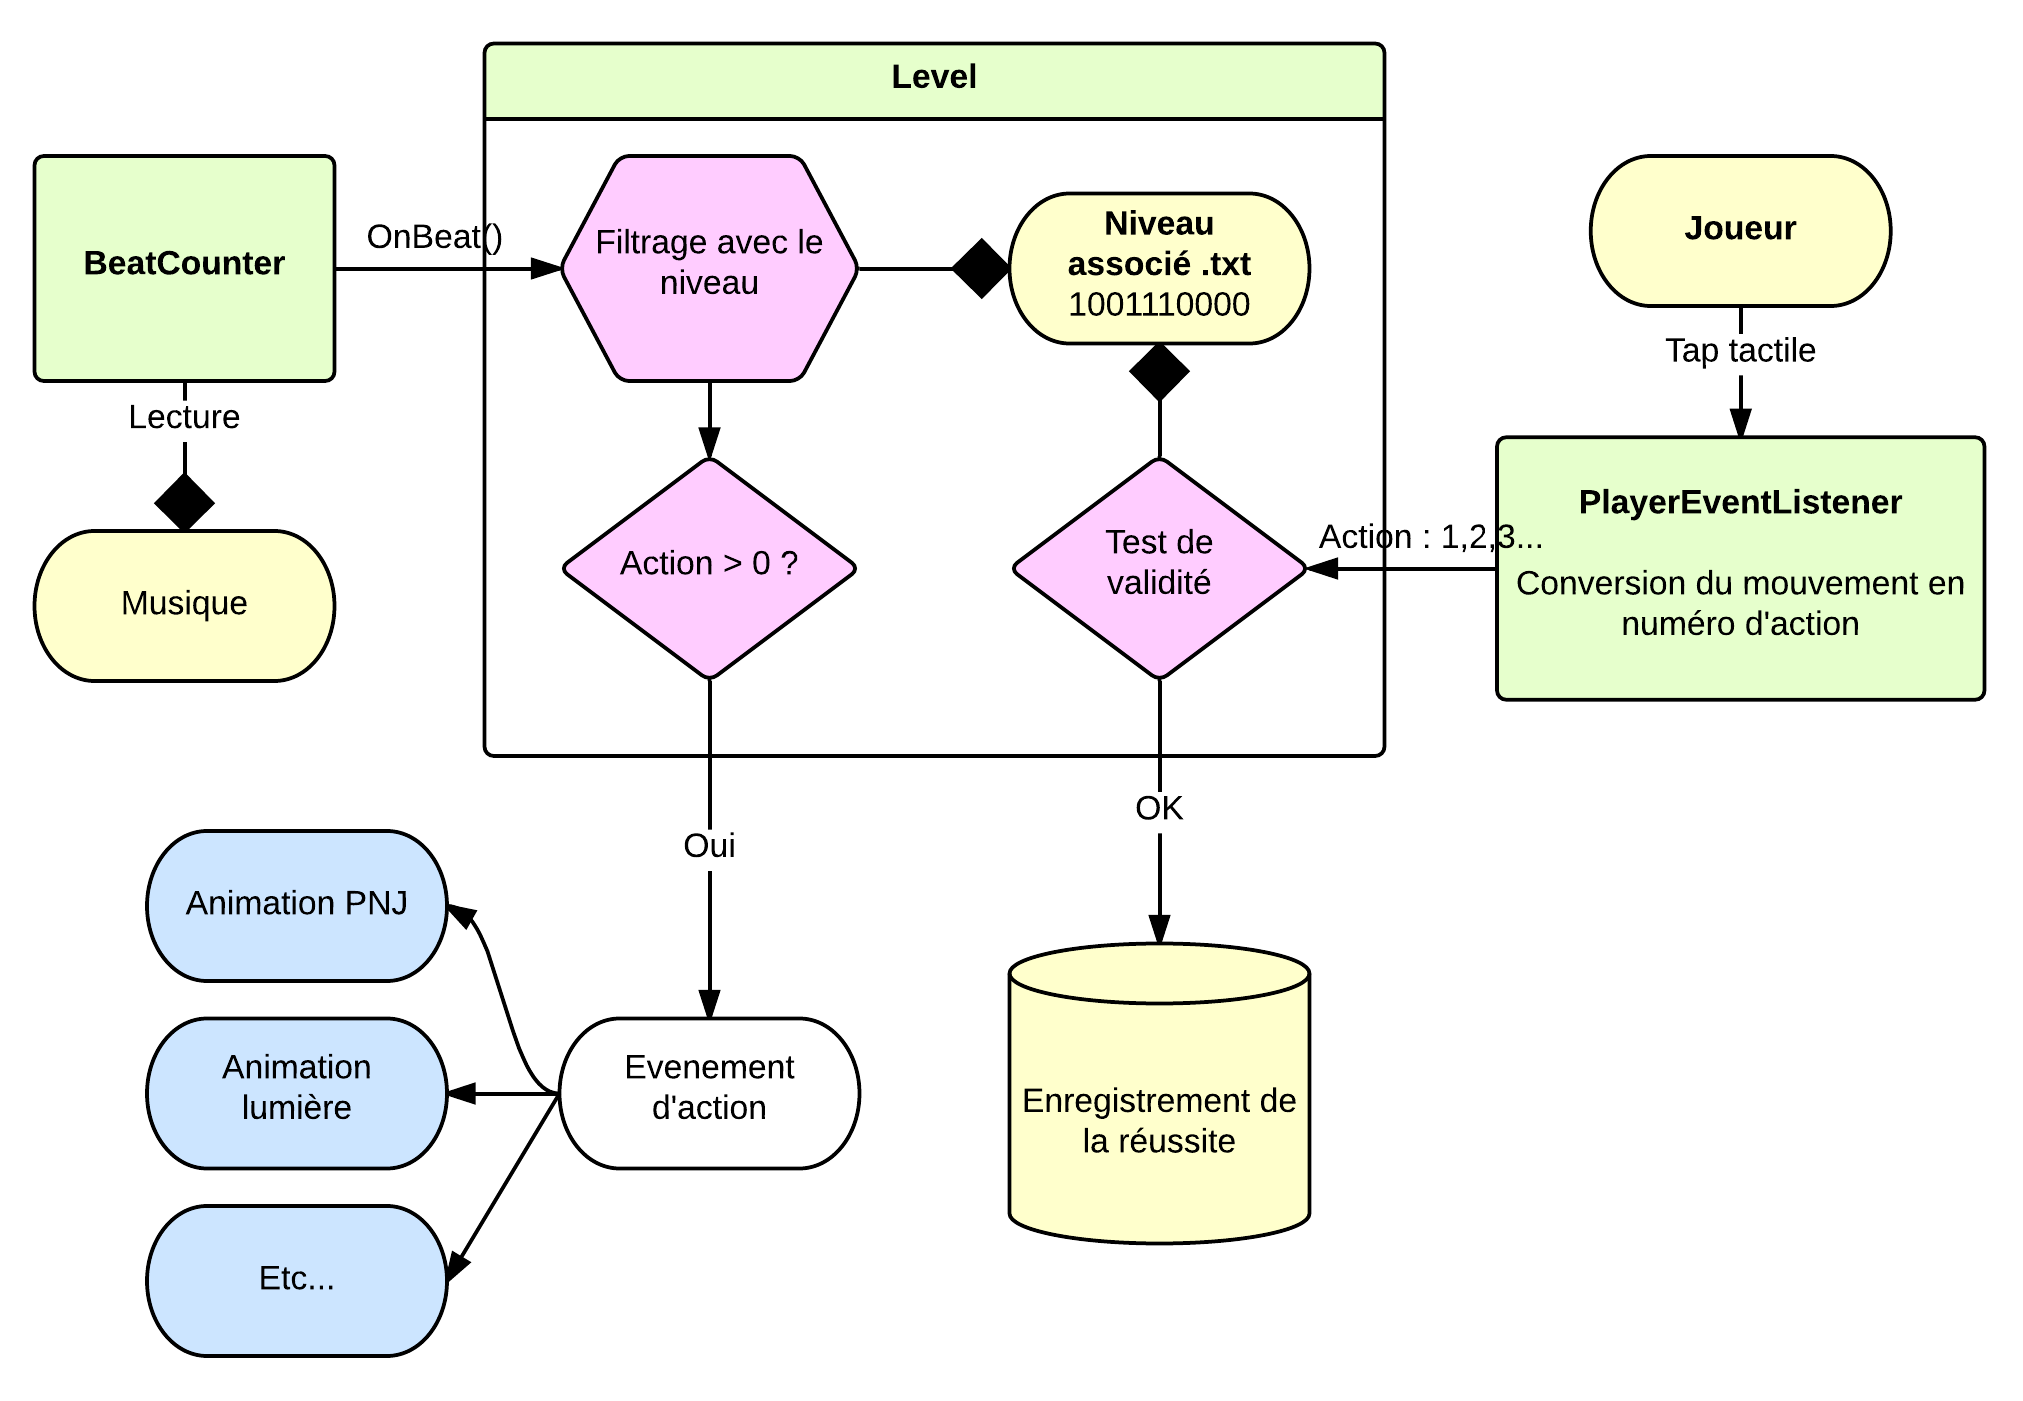 Level
BeatCounter
OnBeat()
Filtrage avec le
niveau
Niveau
associé .txt
1001110000
Joueur
Tap tactile
Lecture
Musique
Action > 0 ?
Test de
validité
Action : 1,2,3...
PlayerEventListener
Conversion du mouvement en
numéro d'action
Oui
OK
Animation PNJ
Animation
lumière
Etc...
Evenement
d'action
Enregistrement de
la réussite